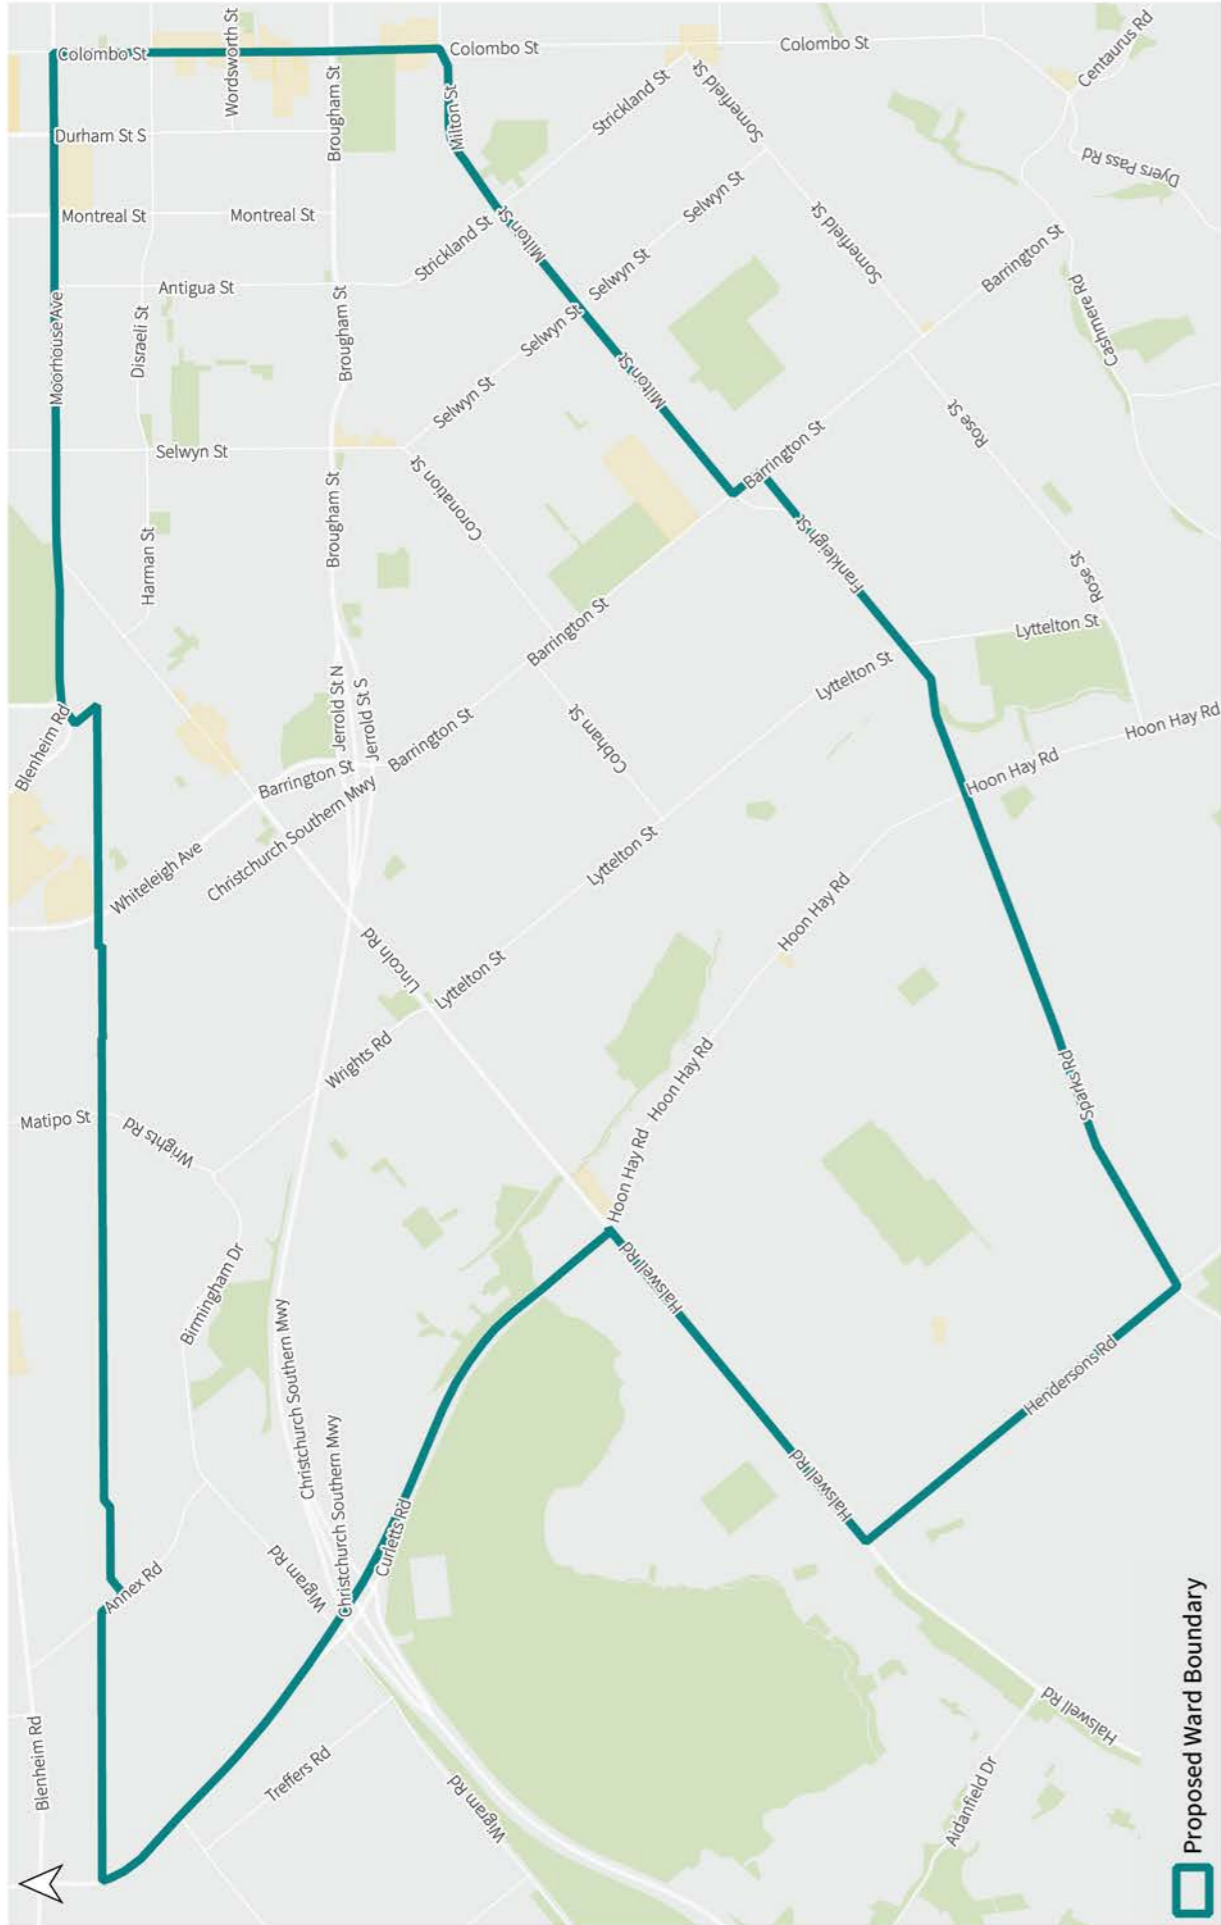 Colombo St
Wordsworth St
Colombo St
Colombo St
Centaurus Rd
Durham St S
Brougham St
Milton St
Strickland St
Somerfield St
Dyers Pass Rd
Montreal St
Montreal St
Strickland St
Milton St
Selwyn St
Somerfield St
Barrington St
Moorhouse Ave
Antigua St
Disraeli St
Brougham St
Selwyn St
Selwyn St
Milton St
Cashmere Rd
Selwyn St
Selwyn St
Coronation St
Barrington St
Rose St
Harman St
Brougham St
Frankleigh St
Rose St
Barrington St
Lyttelton St
Lyttelton St
Blenheim Rd
Jerrold St N
Jerrold St S
Barrington St
Barrington St
Cobham St
Hoon Hay Rd
Hoon Hay Rd
Christchurch Southern Mwy
Whiteleigh Ave
Lyttelton St
Hoon Hay Rd
Lincoln Rd
Lyttelton St
Wrights Rd
Hoon Hay Rd
Sparks Rd
Matipo St
Wrights Rd
Hoon Hay Rd
Birmingham Dr
Halswell Rd
Christchurch Southern Mwy
Christchurch Southern Mwy
Hendersons Rd
Halswell Rd
Curletts Rd
Annex Rd
Wigram Rd
Blenheim Rd
Treffers Rd
Wigram Rd
Halswell Rd
Aidanfield Dr
Proposed Ward Boundary